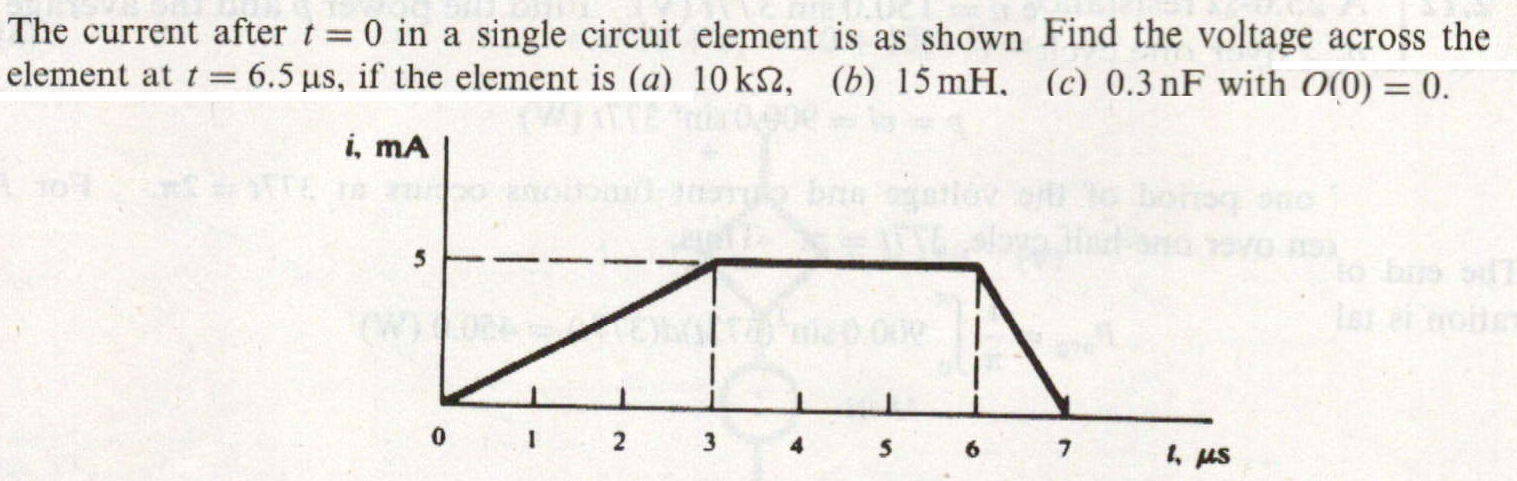 The current after t = 0 in a single circuit element is as shown Find the voltage across the
element at t = 6.5 μs, if the element is (a) 10 kΩ, (b) 15 mH, (c) 0.3 nF with Q(0) = 0.
i, mA
5
0 1 2 3 4 5 6 7
t, μs